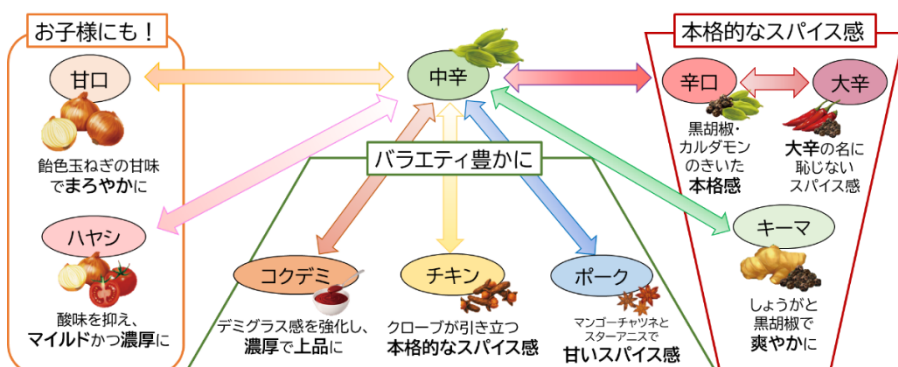 お子様にも！
甘口
飴色玉ねぎの甘味
でまろやかに
ハヤシ
酸味を抑え、
マイルドかつ濃厚に
中辛
バラエティ豊かに
コクデミ
デミグラス感を強化し、
濃厚で上品に
チキン
クローブが引き立つ
本格的なスパイス感
ポーク
マンゴーチャツネと
スターアニスで
甘いスパイス感
本格的なスパイス感
辛口
黒胡椒・
カルダモン
のきいた
本格感
大辛
大辛の名に
恥じない
スパイス感
キーマ
しょうがと
黒胡椒で
爽やかに